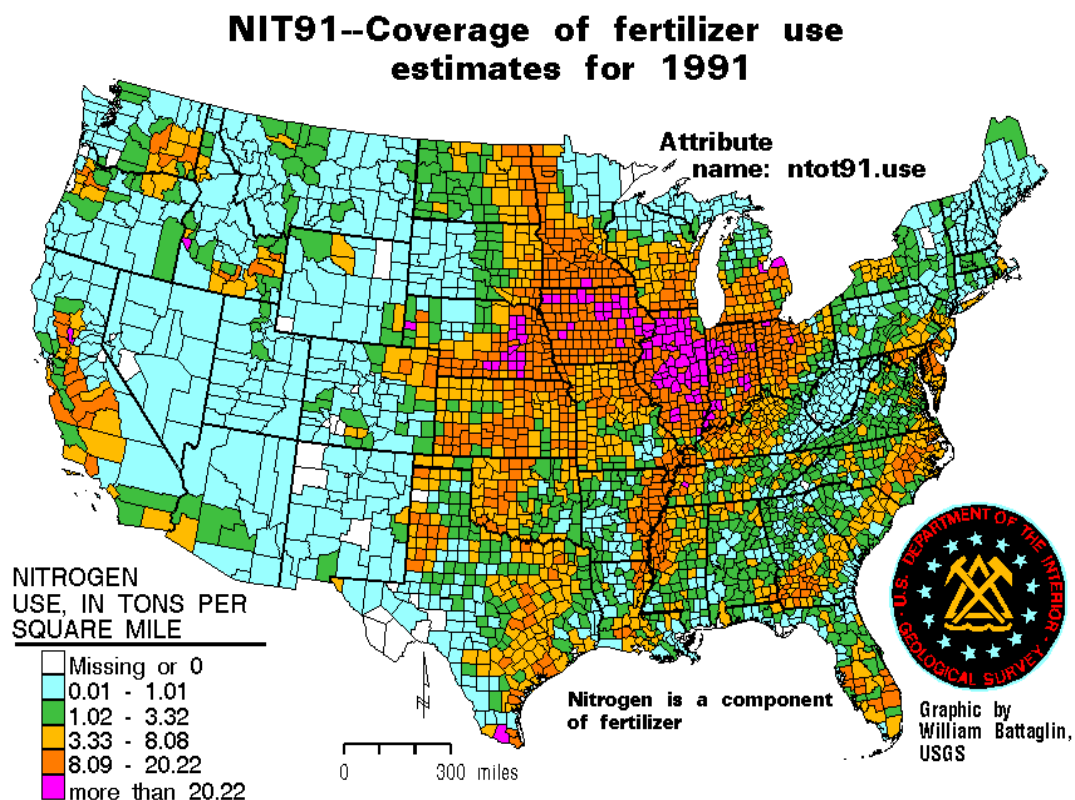 NIT91--Coverage of fertilizer use
estimates for 1991
Attribute
name: ntot91.use
NITROGEN
USE, IN TONS PER
SQUARE MILE
Missing or 0
0.01 - 1.01
1.02 - 3.32
3.33 - 8.08
8.09 - 20.22
more than 20.22
N
0 300 miles
Nitrogen is a component
of fertilizer
U.S. DEPARTMENT OF THE INTERIOR
GEOLOGICAL SURVEY
Graphic by
William Battaglin,
USGS